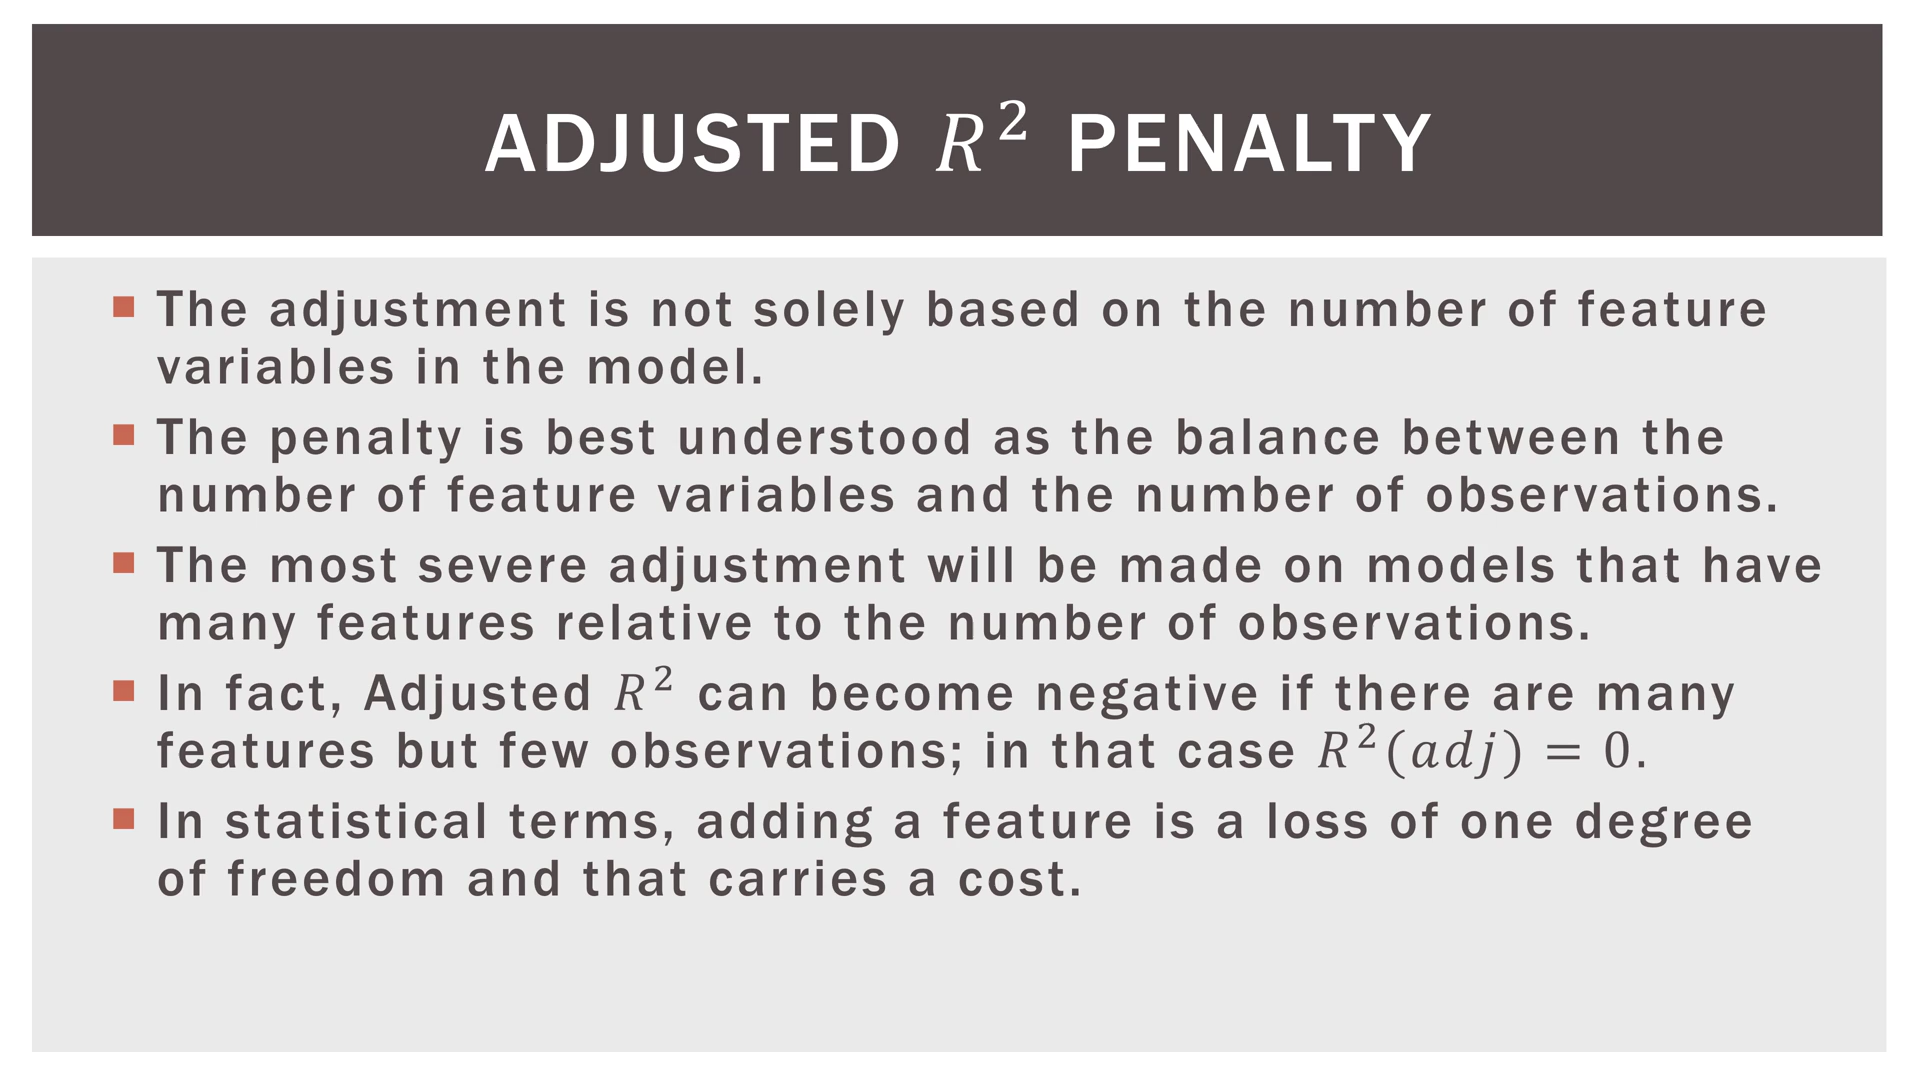 ADJUSTED R² PENALTY
▪ The adjustment is not solely based on the number of feature
variables in the model.
▪ The penalty is best understood as the balance between the
number of feature variables and the number of observations.
▪ The most severe adjustment will be made on models that have
many features relative to the number of observations.
▪ In fact, Adjusted R² can become negative if there are many
features but few observations; in that case R²(adj) = 0.
▪ In statistical terms, adding a feature is a loss of one degree
of freedom and that carries a cost.